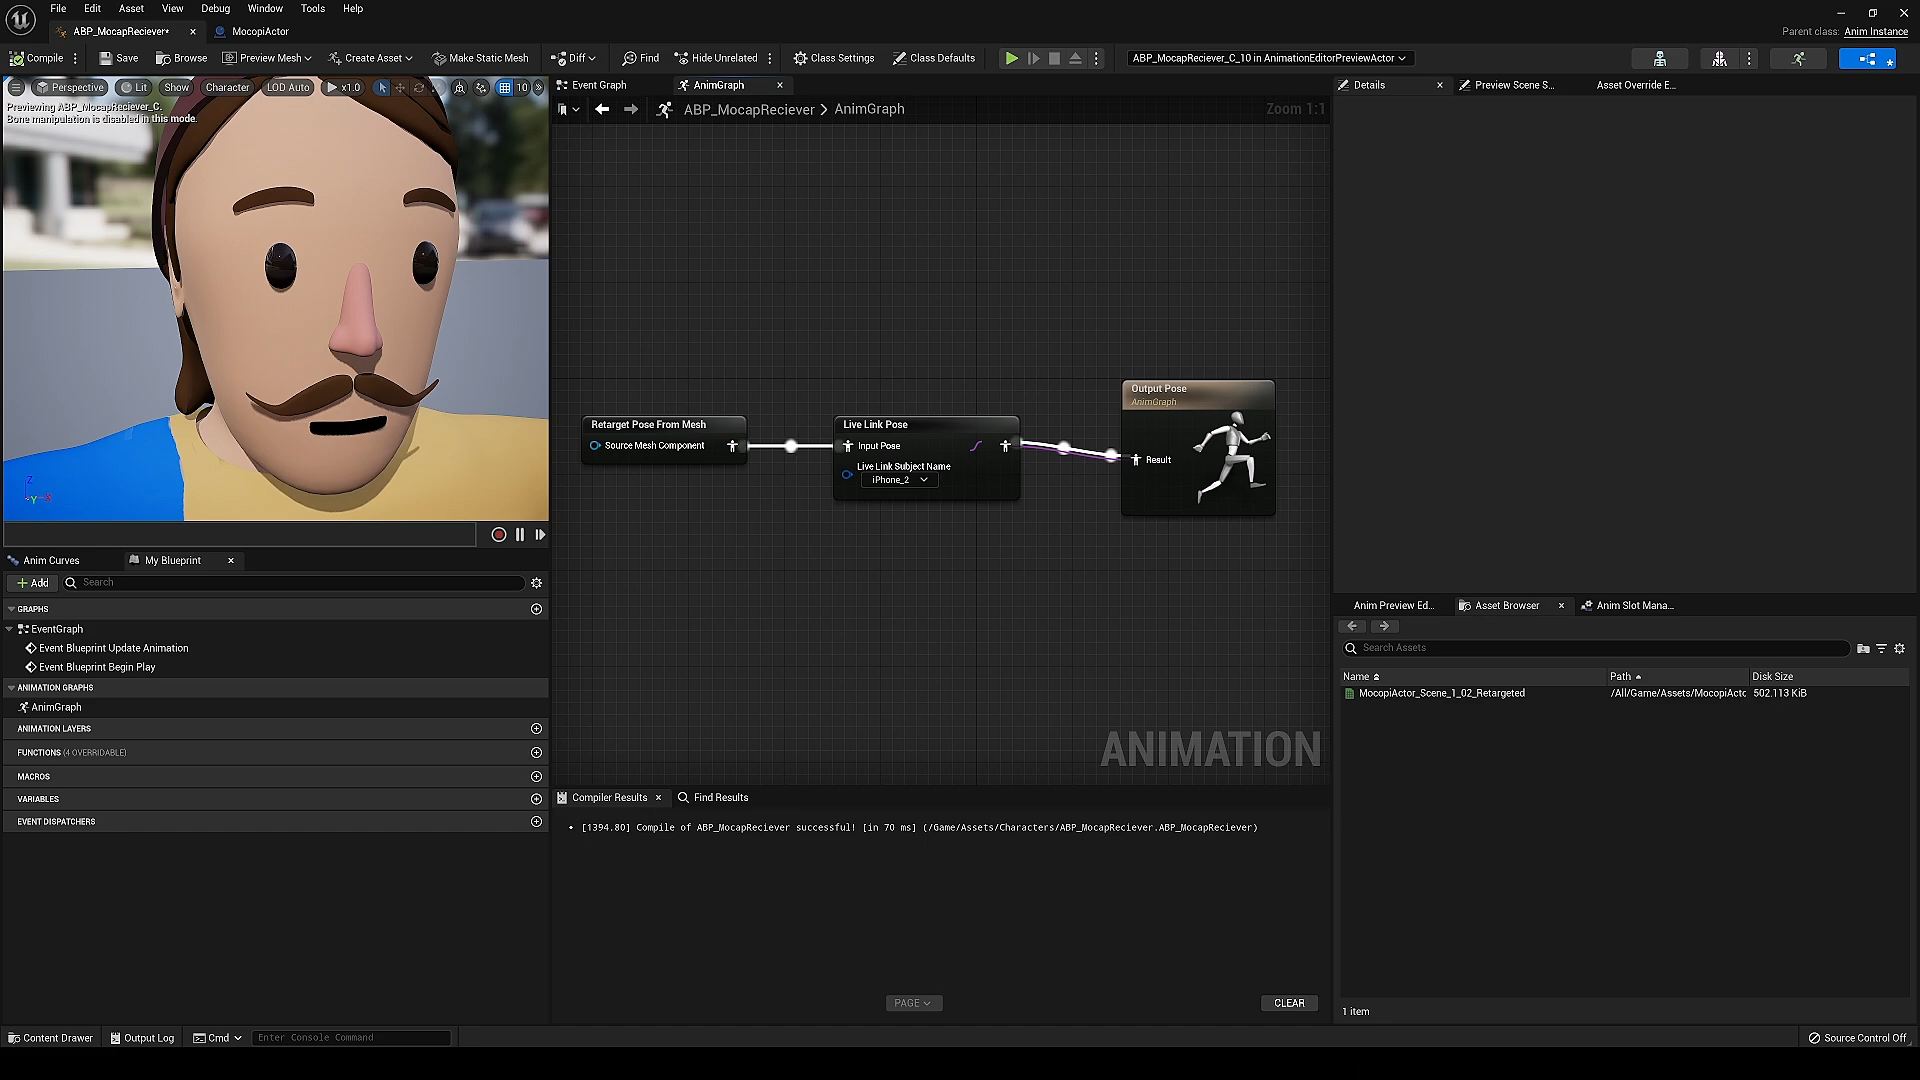 File Edit Asset View Debug Window Tools Help
ABP_MocapReciever*
MocopiActor
Parent class: Anim Instance
Compile Save Browse Preview Mesh Create Asset Make Static Mesh Diff Find Hide Unrelated Class Settings Class Defaults
ABP_MocapReciever_C_10 in AnimationEditorPreviewActor
Perspective Lit Show Character LOD Auto x1.0 10
Previewing ABP_MocapReciever_C.
Bone manipulation is disabled in this mode.
Z
Y
Event Graph
AnimGraph
ABP_MocapReciever > AnimGraph
Zoom 1:1
Retarget Pose From Mesh
Source Mesh Component
Live Link Pose
Input Pose
Live Link Subject Name
iPhone_2
Output Pose
AnimGraph
Result
ANIMATION
Anim Curves
My Blueprint
Add
Search
GRAPHS
EventGraph
Event Blueprint Update Animation
Event Blueprint Begin Play
ANIMATION GRAPHS
AnimGraph
ANIMATION LAYERS
FUNCTIONS (4 OVERRIDABLE)
MACROS
VARIABLES
EVENT DISPATCHERS
Compiler Results
Find Results
• [1394.80] Compile of ABP_MocapReciever successful! [in 70 ms] (/Game/Assets/Characters/ABP_MocapReciever.ABP_MocapReciever)
PAGE
CLEAR
Details
Preview Scene S...
Asset Override E...
Anim Preview Ed...
Asset Browser
Anim Slot Mana...
Search Assets
Name Path Disk Size
MocopiActor_Scene_1_02_Retargeted /All/Game/Assets/MocopiActc 502.113 KiB
1 item
Content Drawer Output Log Cmd Enter Console Command
Source Control Off